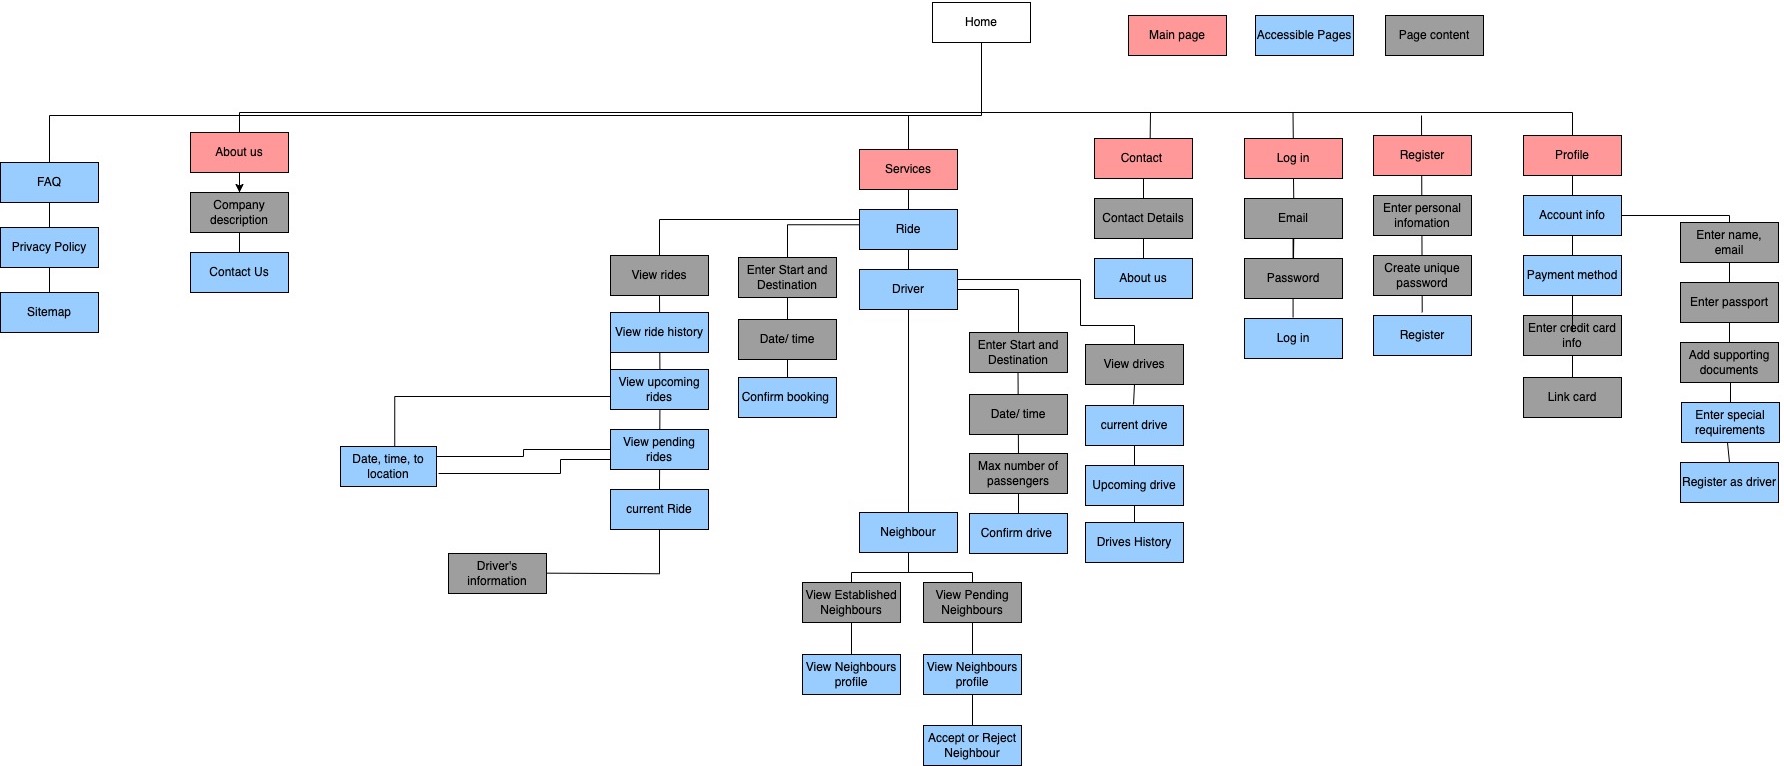 Home
Main page
Accessible Pages
Page content
FAQ
Privacy Policy
Sitemap
About us
Company
description
Contact Us
Services
Ride
Driver
View rides
View ride history
View upcoming
rides
View pending
rides
current Ride
Date, time, to
location
Driver's
information
Enter Start and
Destination
Date/ time
Confirm booking
Neighbour
View Established
Neighbours
View Neighbours
profile
View Pending
Neighbours
View Neighbours
profile
Accept or Reject
Neighbour
Enter Start and
Destination
Date/ time
Max number of
passengers
Confirm drive
View drives
current drive
Upcoming drive
Drives History
Contact
Contact Details
About us
Log in
Email
Password
Log in
Register
Enter personal
infomation
Create unique
password
Register
Profile
Account info
Payment method
Enter credit card
info
Link card
Enter name,
email
Enter passport
Add supporting
documents
Enter special
requirements
Register as driver